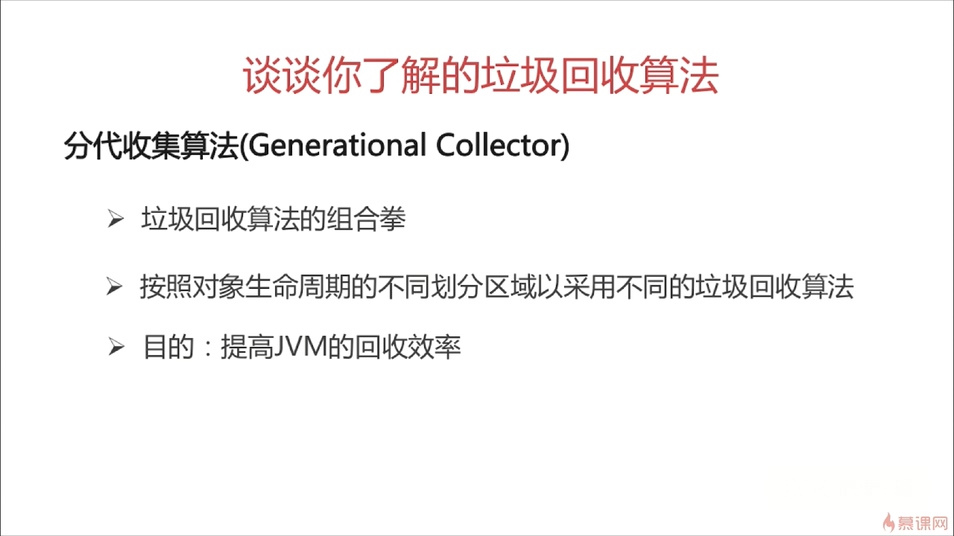 谈谈你了解的垃圾回收算法
分代收集算法(Generational Collector)
➢ 垃圾回收算法的组合拳
➢ 按照对象生命周期的不同划分区域以采用不同的垃圾回收算法
➢ 目的：提高JVM的回收效率
慕课网